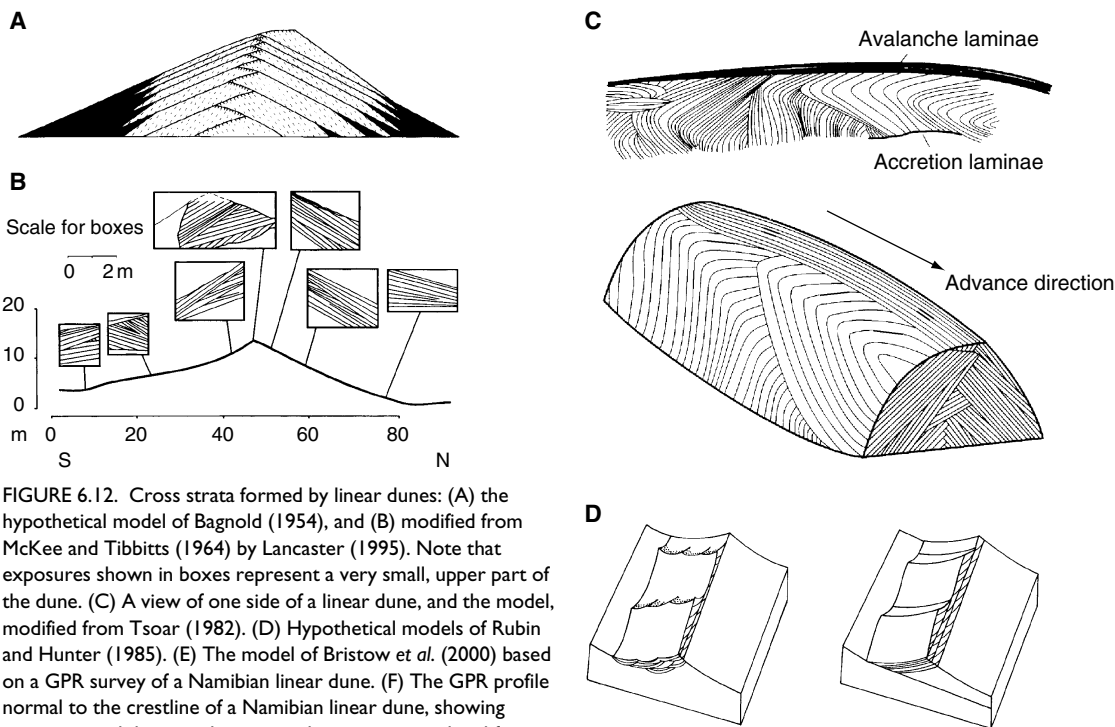 A
B
Scale for boxes
0 2 m
20
10
0
m 0 20 40 60 80
S N
FIGURE 6.12. Cross strata formed by linear dunes: (A) the
hypothetical model of Bagnold (1954), and (B) modified from
McKee and Tibbitts (1964) by Lancaster (1995). Note that
exposures shown in boxes represent a very small, upper part of
the dune. (C) A view of one side of a linear dune, and the model,
modified from Tsoar (1982). (D) Hypothetical models of Rubin
and Hunter (1985). (E) The model of Bristow et al. (2000) based
on a GPR survey of a Namibian linear dune. (F) The GPR profile
normal to the crestline of a Namibian linear dune, showing
C
Avalanche laminae
Accretion laminae
Advance direction
D